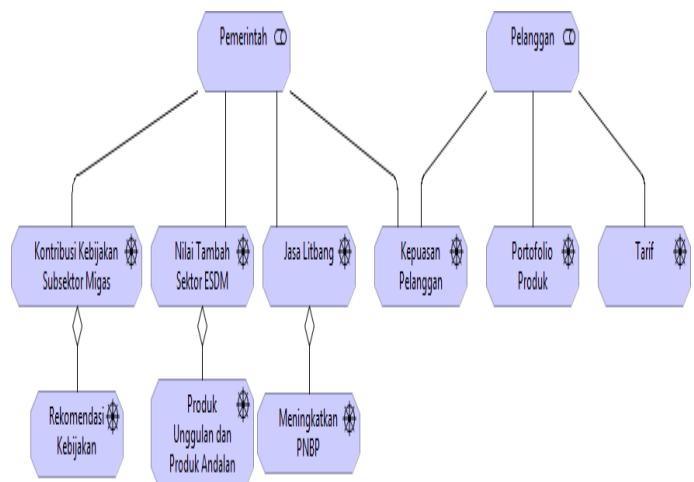 Pemerintah
Pelanggan
Kontribusi Kebijakan
Subsektor Migas
Nilai Tambah
Sektor ESDM
Jasa Litbang
Kepuasan
Pelanggan
Portofolio
Produk
Tarif
Rekomendasi
Kebijakan
Produk
Unggulan dan
Produk Andalan
Meningkatkan
PNBP